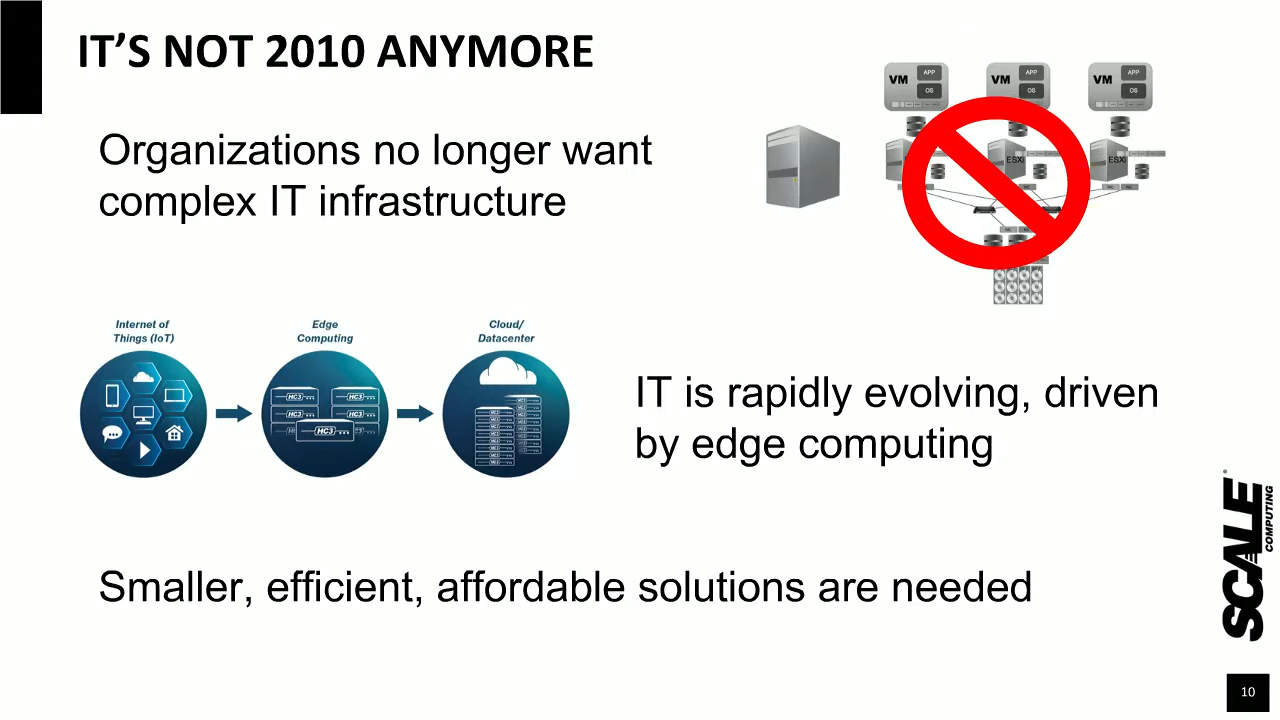 IT'S NOT 2010 ANYMORE
Organizations no longer want
complex IT infrastructure
VM
APP
OS
VM
APP
OS
VM
APP
OS
ESXi
ESXi
Internet of
Things (IoT)
Edge
Computing
Cloud/
Datacenter
HC3
HC3
HC3
HC3
HC3
IT is rapidly evolving, driven
by edge computing
Smaller, efficient, affordable solutions are needed
SCALE
COMPUTING
10